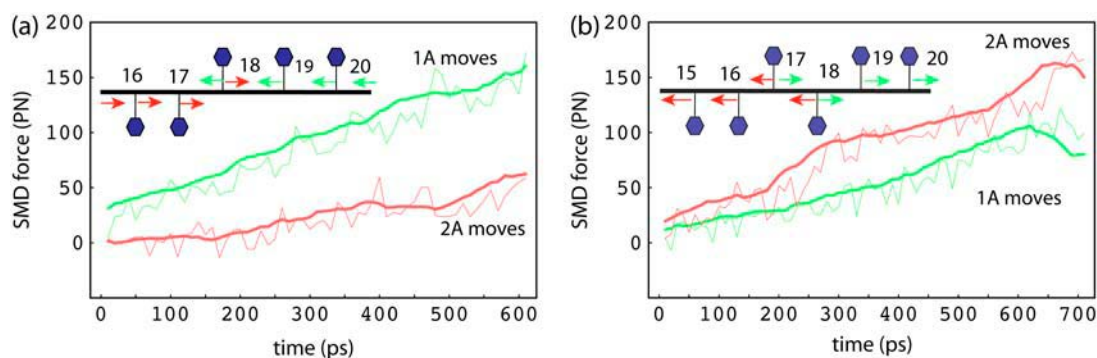 (a)
200
150
100
50
0
SMD force (PN)
16 17 18 19 20
1A moves
2A moves
0 100 200 300 400 500 600
time (ps)
(b)
200
150
100
50
0
SMD force (PN)
15 16 17 18 19 20
2A moves
1A moves
0 100 200 300 400 500 600 700
time (ps)